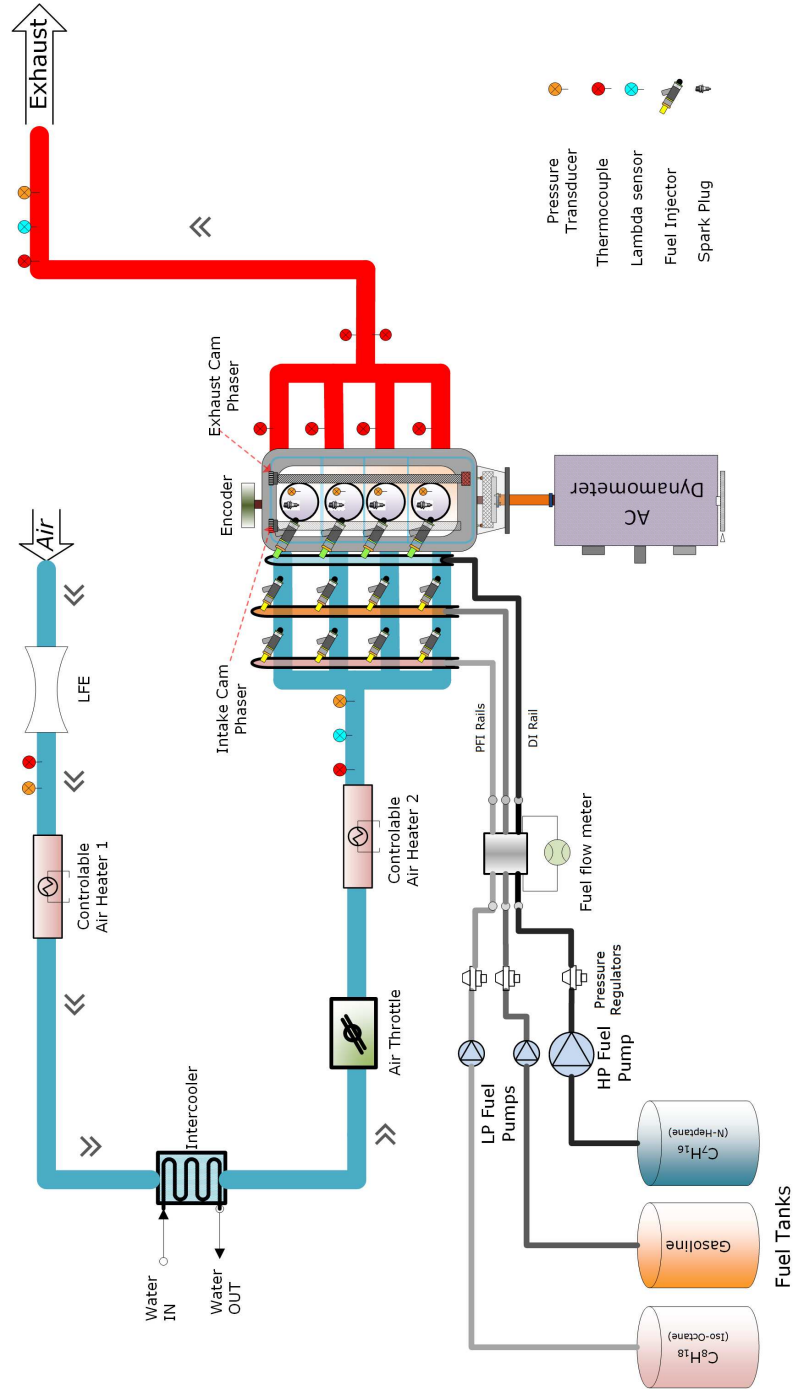 Exhaust
Air
LFE
Controlable
Air Heater 1
Intercooler
Water
IN
Water
OUT
Air Throttle
Controlable
Air Heater 2
Intake Cam
Phaser
Encoder
Exhaust Cam
Phaser
AC
Dynamometer
PFI Rails
DI Rail
Fuel flow meter
Pressure
Regulators
LP Fuel
Pumps
HP Fuel
Pump
C₈H₁₈
(Iso-Octane)
Gasoline
C₇H₁₆
(N-Heptane)
Fuel Tanks
Pressure
Transducer
Thermocouple
Lambda sensor
Fuel Injector
Spark Plug